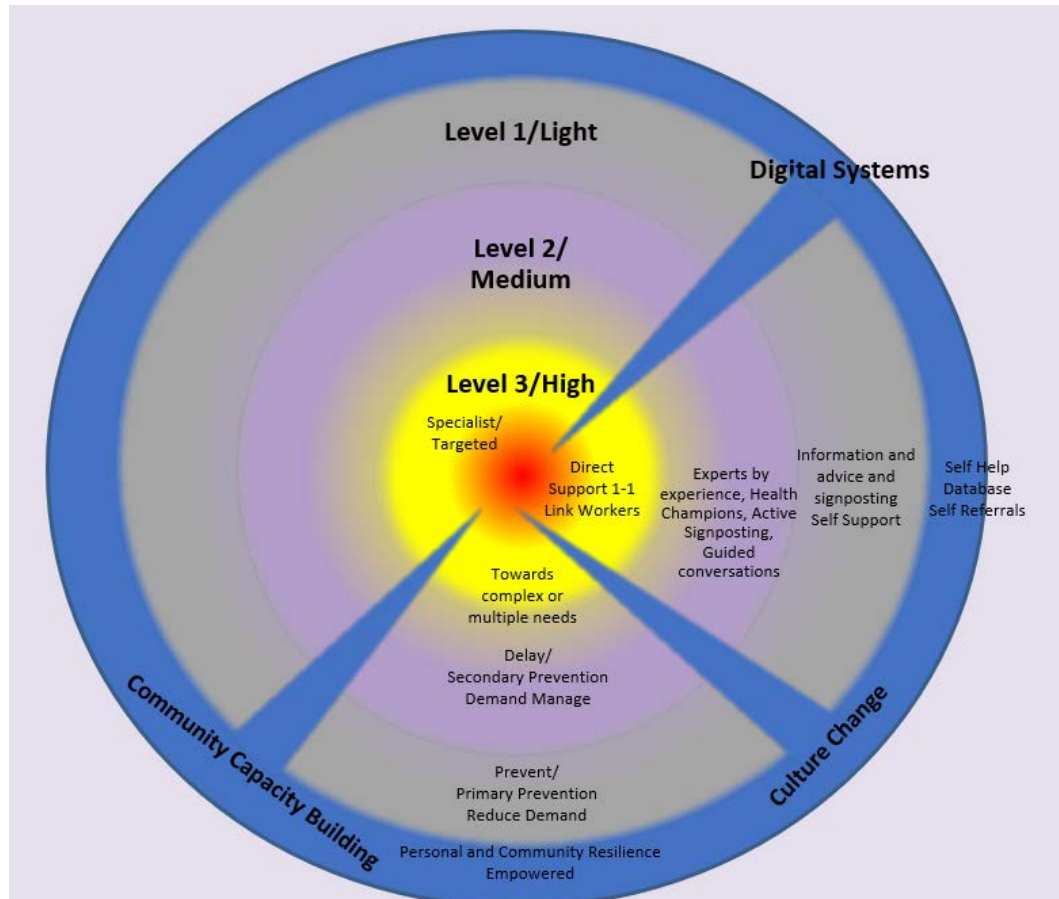 Level 1/Light
Digital Systems
Level 2/
Medium
Level 3/High
Specialist/
Targeted
Direct
Support 1-1
Link Workers
Experts by
experience, Health
Champions, Active
Signposting,
Guided
conversations
Information and
advice and
signposting
Self Support
Self Help
Database
Self Referrals
Towards
complex or
multiple needs
Delay/
Secondary Prevention
Demand Manage
Prevent/
Primary Prevention
Reduce Demand
Personal and Community Resilience
Empowered
Community Capacity Building
Culture Change